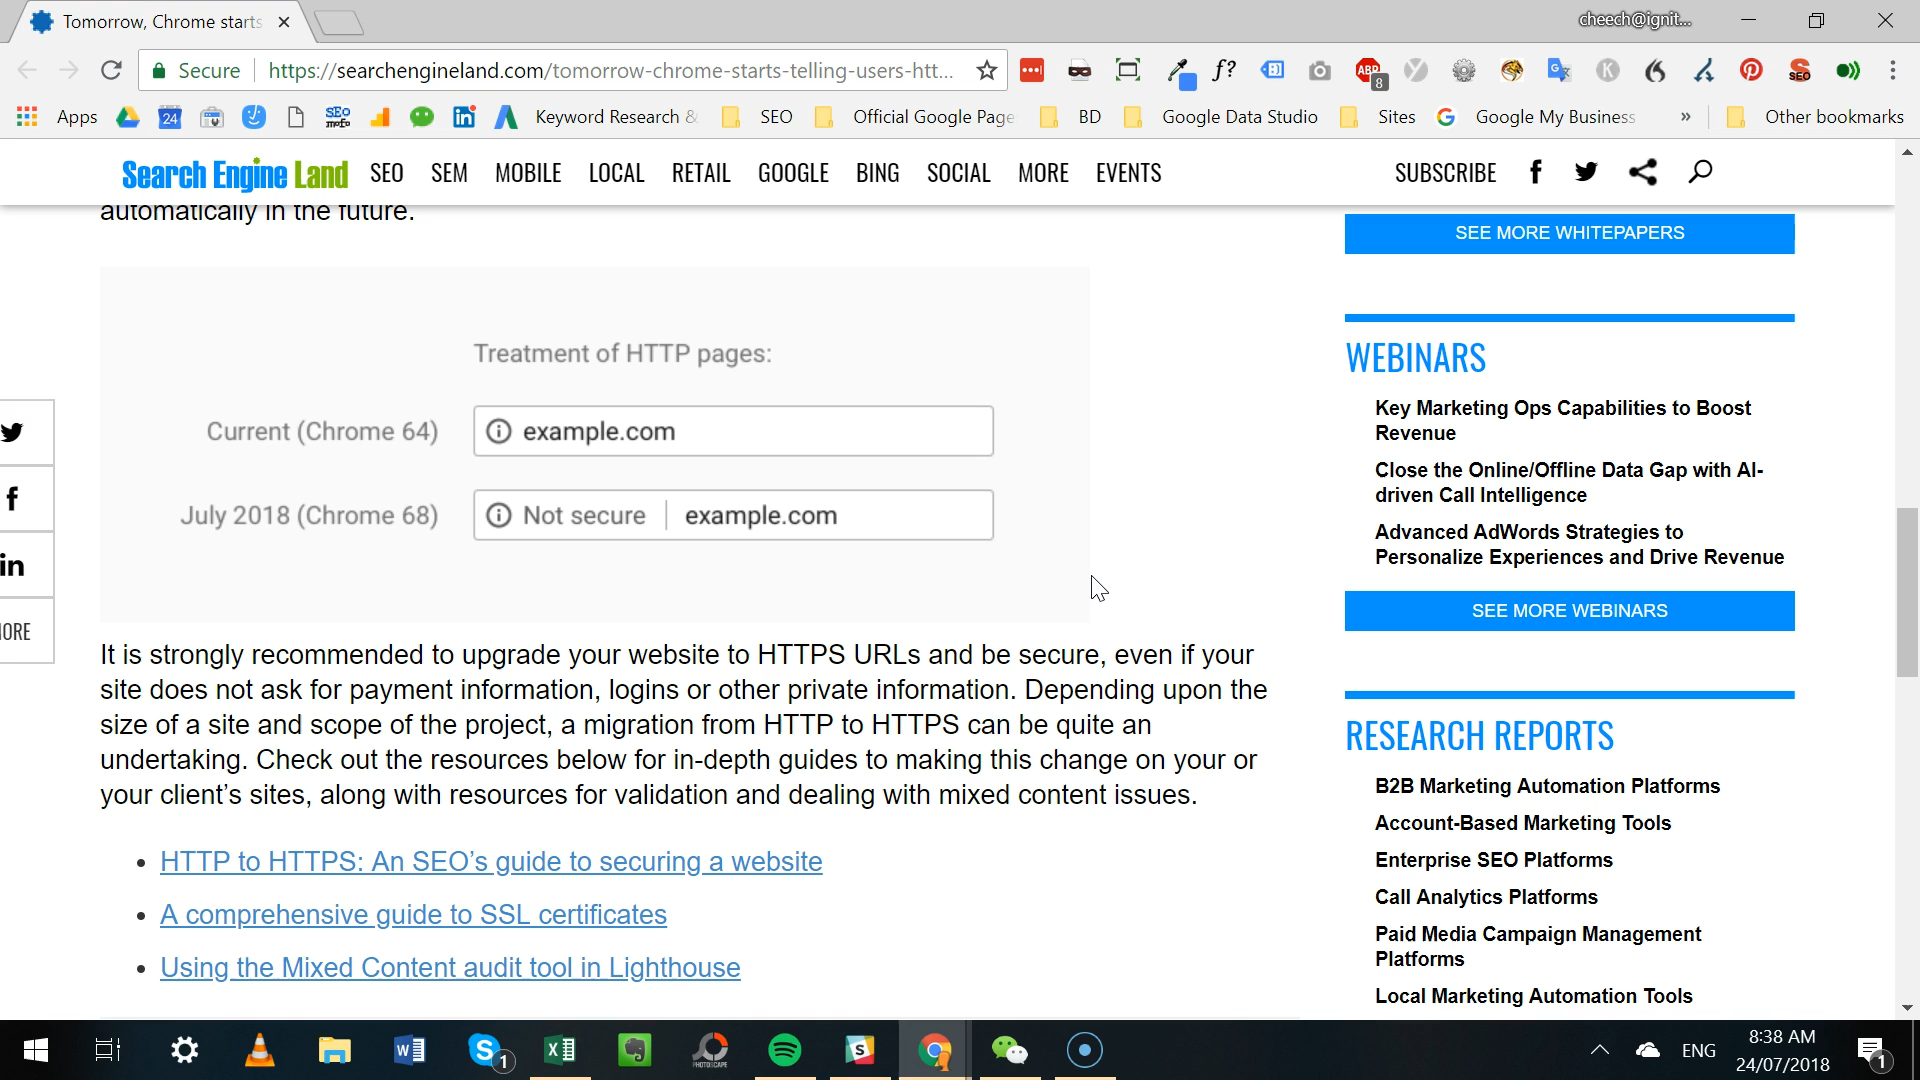 Tomorrow, Chrome starts
cheech@ignit...
Secure https://searchengineland.com/tomorrow-chrome-starts-telling-users-htt...
f?
ABP
8
K
SEO
Apps
24
SEO
Keyword Research &
SEO
Official Google Page
BD
Google Data Studio
Sites
Google My Business
»
Other bookmarks
Search Engine Land SEO SEM MOBILE LOCAL RETAIL GOOGLE BING SOCIAL MORE EVENTS SUBSCRIBE
automatically in the future.
Treatment of HTTP pages:
Current (Chrome 64) example.com
July 2018 (Chrome 68) Not secure example.com
It is strongly recommended to upgrade your website to HTTPS URLs and be secure, even if your
site does not ask for payment information, logins or other private information. Depending upon the
size of a site and scope of the project, a migration from HTTP to HTTPS can be quite an
undertaking. Check out the resources below for in-depth guides to making this change on your or
your client's sites, along with resources for validation and dealing with mixed content issues.
• HTTP to HTTPS: An SEO's guide to securing a website
• A comprehensive guide to SSL certificates
• Using the Mixed Content audit tool in Lighthouse
SEE MORE WHITEPAPERS
WEBINARS
Key Marketing Ops Capabilities to Boost
Revenue
Close the Online/Offline Data Gap with AI-
driven Call Intelligence
Advanced AdWords Strategies to
Personalize Experiences and Drive Revenue
SEE MORE WEBINARS
RESEARCH REPORTS
B2B Marketing Automation Platforms
Account-Based Marketing Tools
Enterprise SEO Platforms
Call Analytics Platforms
Paid Media Campaign Management
Platforms
Local Marketing Automation Tools
PHOTOSCAPE
1
ENG
8:38 AM
24/07/2018
1